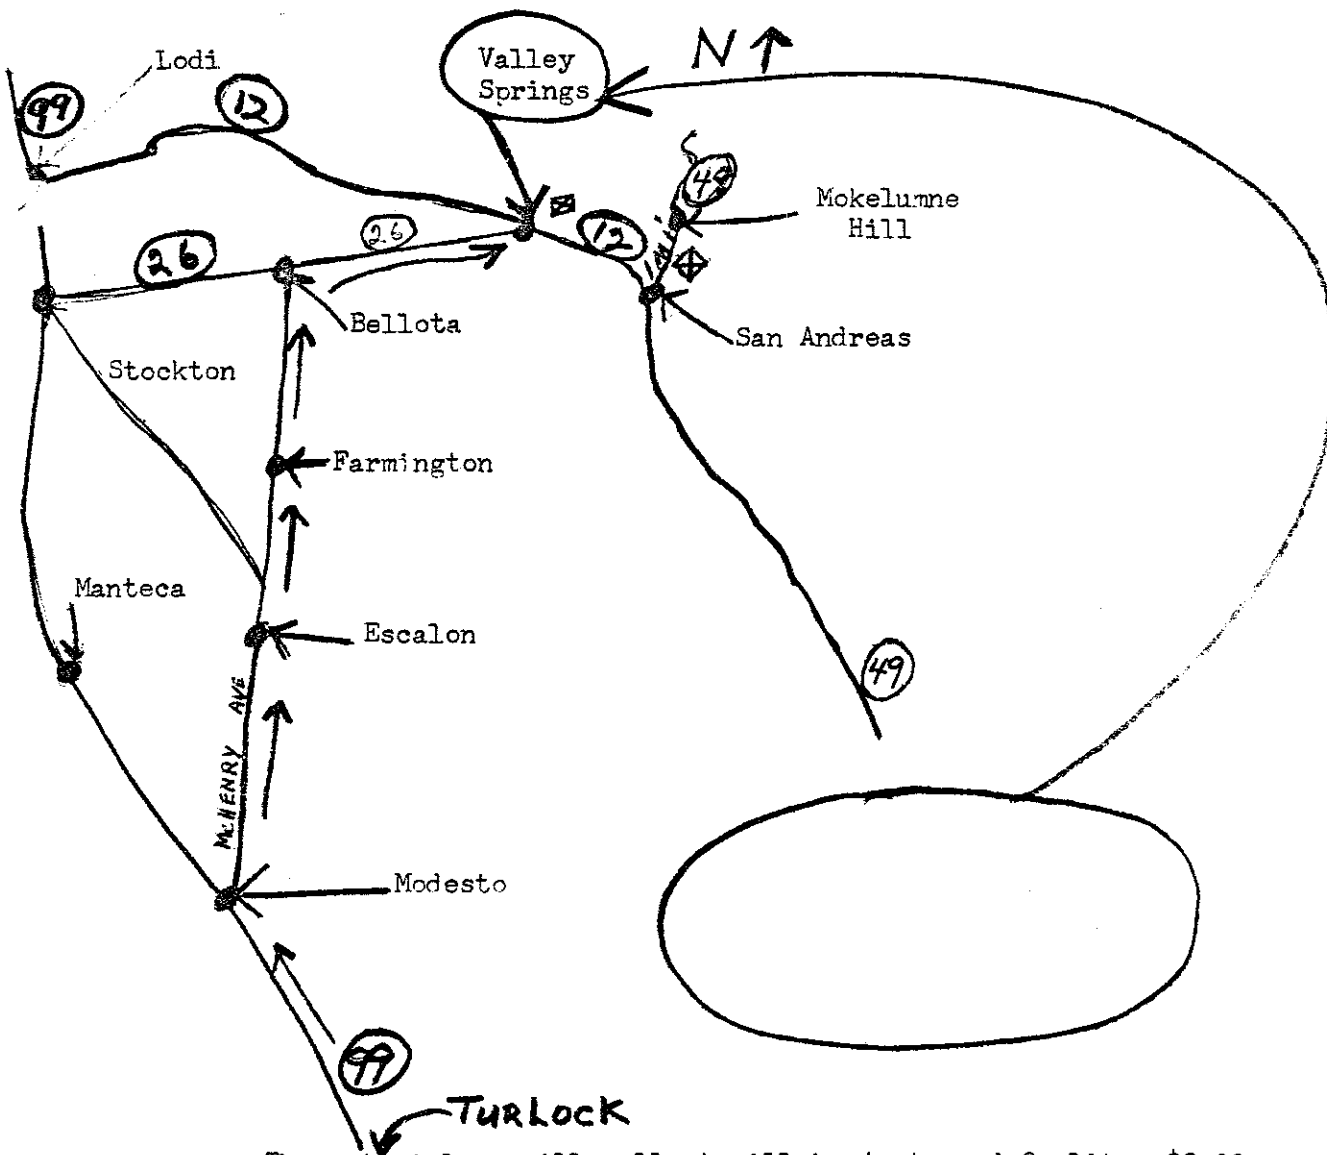 N
Valley
Springs
Lodi
99
12
49
Mokelumne
Hill
26
26
12
Bellota
San Andreas
Stockton
Farmington
Manteca
Escalon
49
McHENRY AVE
Modesto
99
TURLOCK